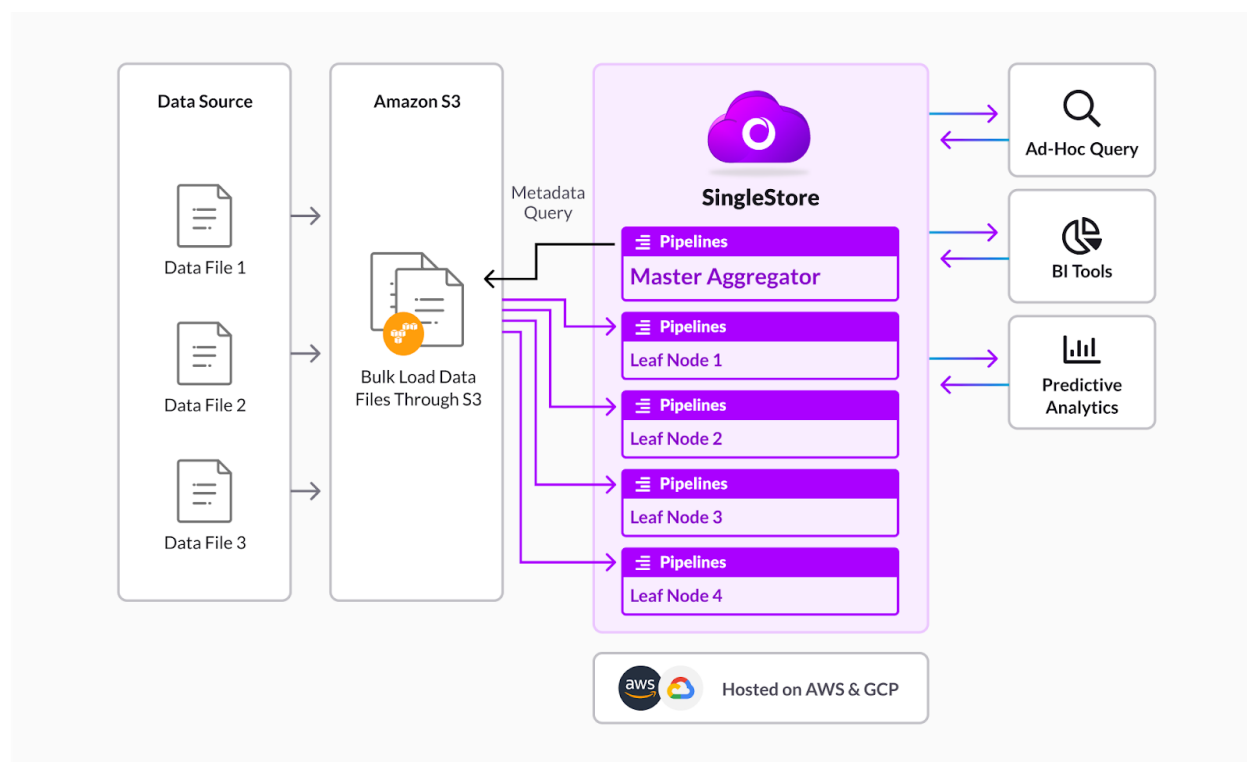 Data Source
Data File 1
Data File 2
Data File 3
Amazon S3
Bulk Load Data
Files Through S3
Metadata
Query
SingleStore
Pipelines
Master Aggregator
Pipelines
Leaf Node 1
Pipelines
Leaf Node 2
Pipelines
Leaf Node 3
Pipelines
Leaf Node 4
aws
Hosted on AWS & GCP
Ad-Hoc Query
BI Tools
Predictive
Analytics